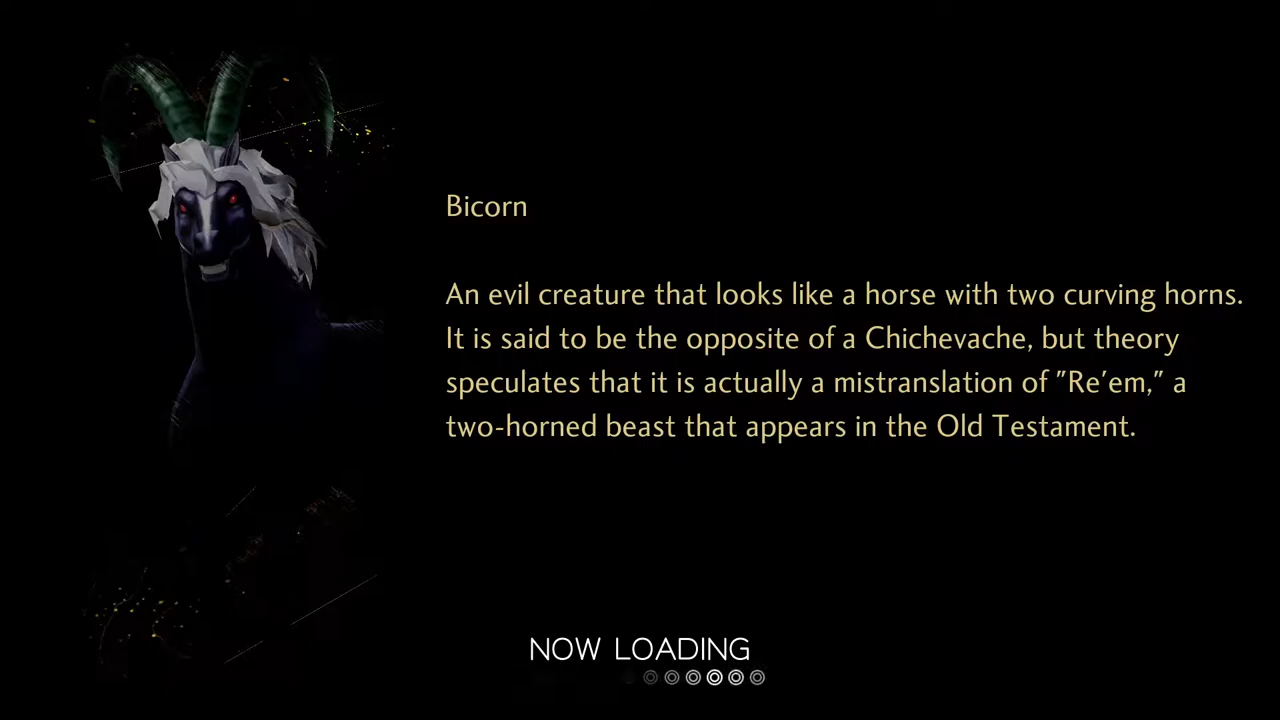 Bicorn
An evil creature that looks like a horse with two curving horns.
It is said to be the opposite of a Chichevache, but theory
speculates that it is actually a mistranslation of "Re'em," a
two-horned beast that appears in the Old Testament.
NOW LOADING